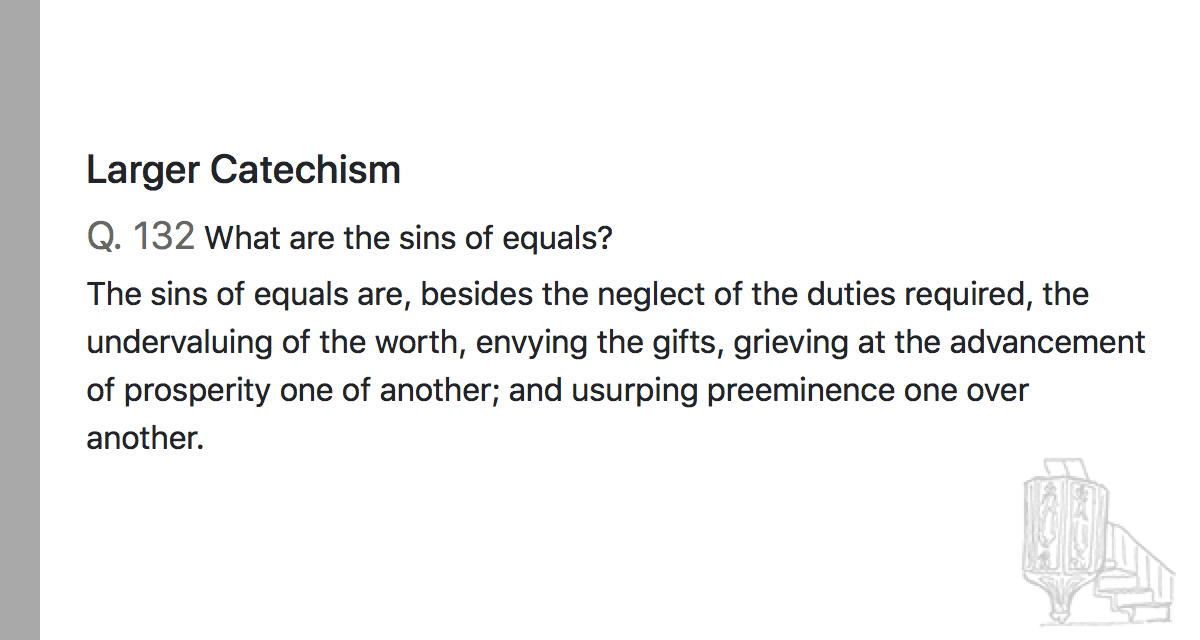 Larger Catechism
Q. 132 What are the sins of equals?
The sins of equals are, besides the neglect of the duties required, the
undervaluing of the worth, envying the gifts, grieving at the advancement
of prosperity one of another; and usurping preeminence one over
another.